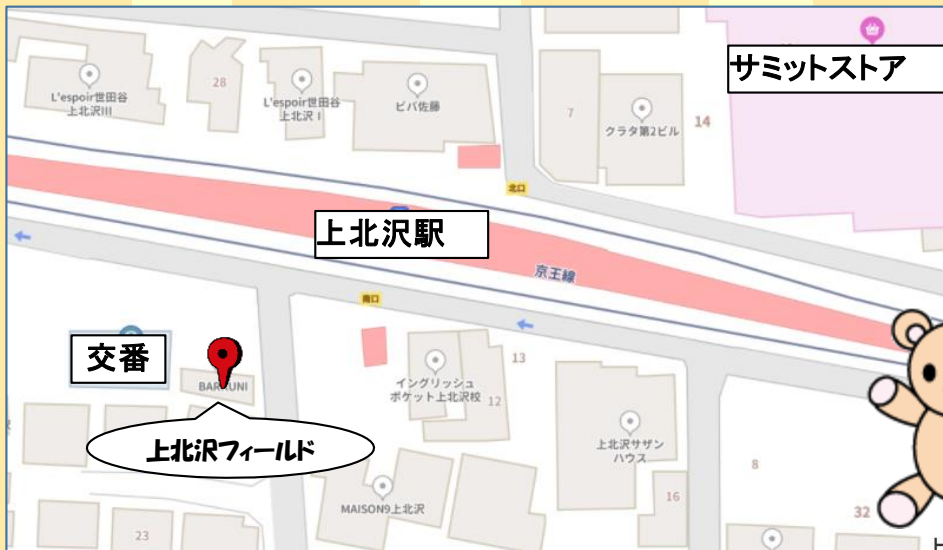 サミットストア
L'espoir世田谷
上北沢III
28
L'espoir世田谷
上北沢 I
ビバ佐藤
7
クラタ第2ビル
14
北口
上北沢駅
京王線
南口
交番
イングリッシュ
ポケット上北沢校
13
12
上北沢フィールド
上北沢サザン
ハウス
8
16
MAISON9上北沢
32
23